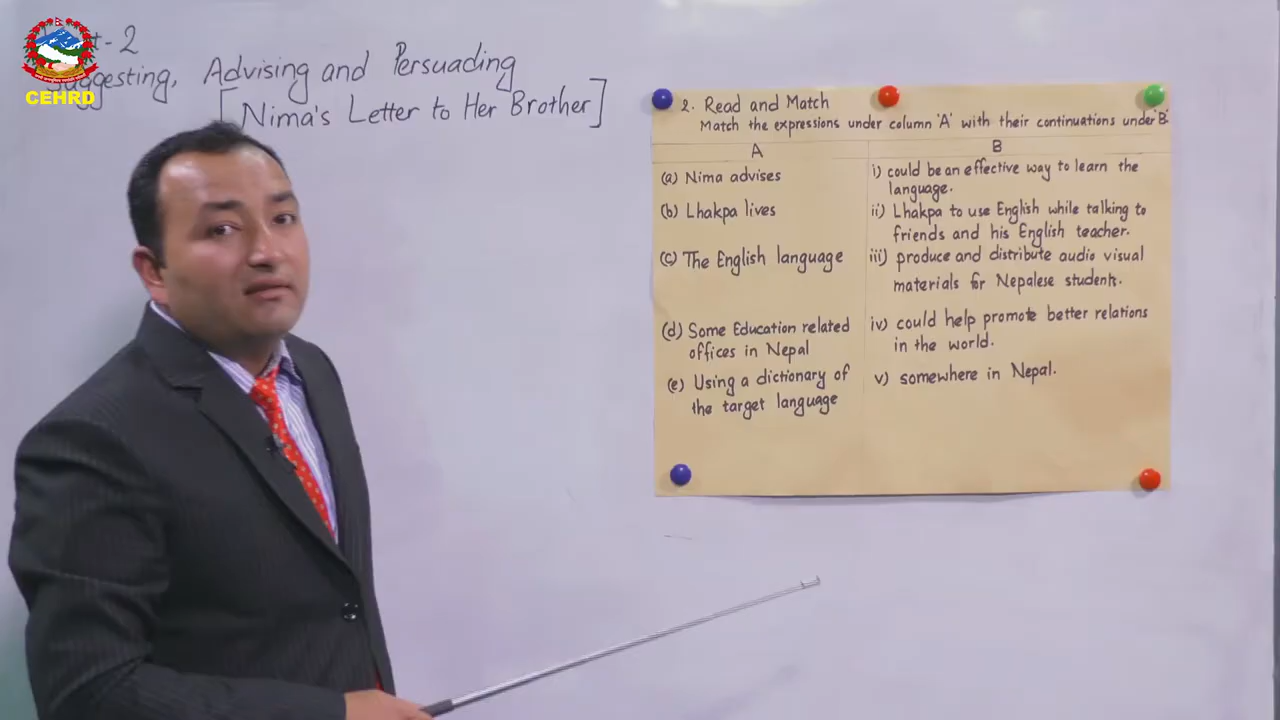 CEHRD
-2
Suggesting, Advising and Persuading
[Nima's Letter to Her Brother]
2. Read and Match
Match the expressions under column 'A' with their continuations under 'B'.
A
B
(a) Nima advises
i) could be an effective way to learn the
language.
(b) Lhakpa lives
ii) Lhakpa to use English while talking to
friends and his English teacher.
(c) The English language
iii) produce and distribute audio visual
materials for Nepalese students.
(d) Some Education related
offices in Nepal
iv) could help promote better relations
in the world.
(e) Using a dictionary of
the target language
v) somewhere in Nepal.